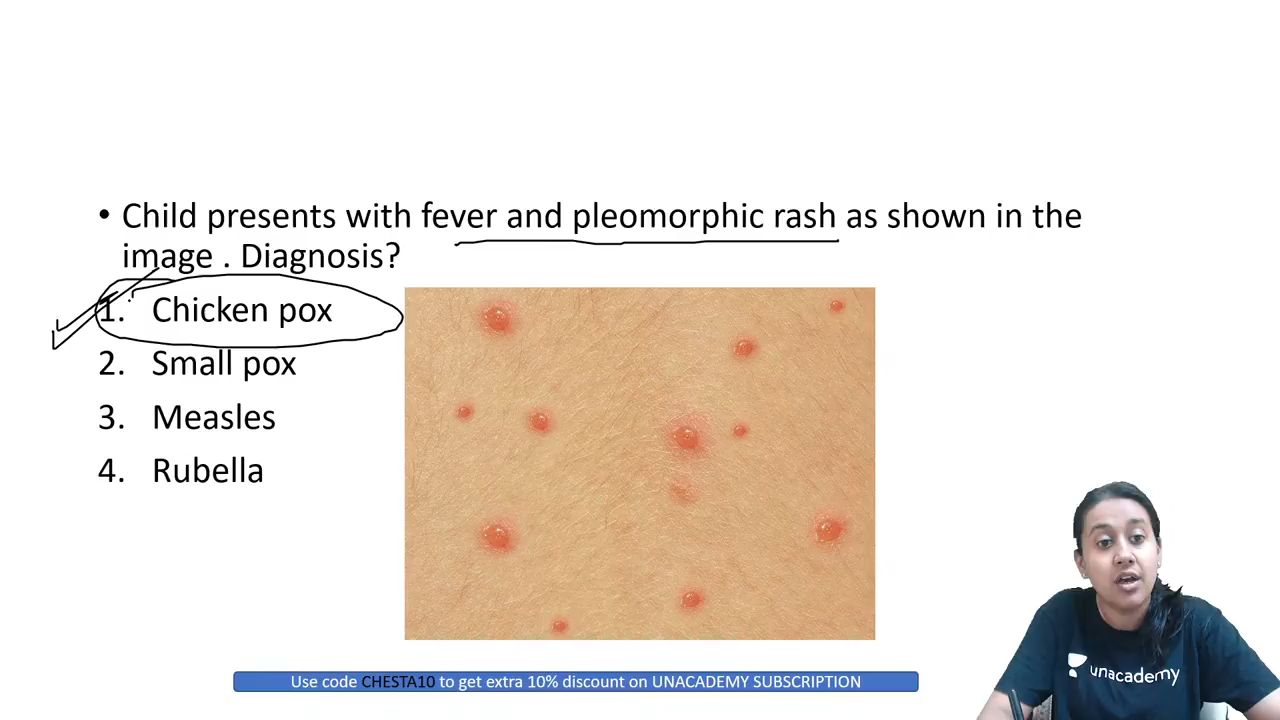 • Child presents with fever and pleomorphic rash as shown in the
image . Diagnosis?
1. Chicken pox
2. Small pox
3. Measles
4. Rubella
unacademy
Use code CHESTA10 to get extra 10% discount on UNACADEMY SUBSCRIPTION